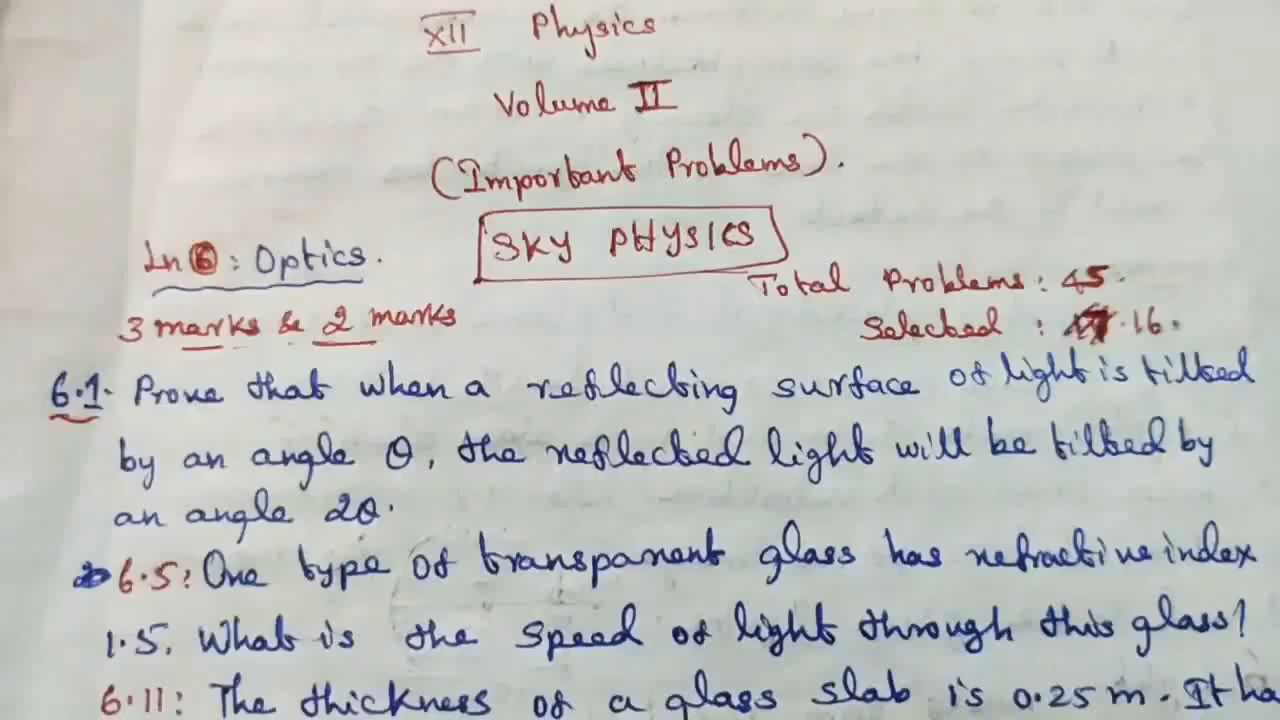 XII Physics
Volume II
(Important Problems).
SKY PHYSICS
Ln 6: Optics.
Total Problems: 45.
3 marks & 2 marks
Selected : 16.
6.1. Prove that when a reflecting surface of light is tilted
by an angle θ, the reflected light will be tilted by
an angle 2θ.
6.5: One type of transparent glass has refractive index
1.5. What is the speed of light through this glass?
6.11: The thickness of a glass slab is 0.25 m. It ha